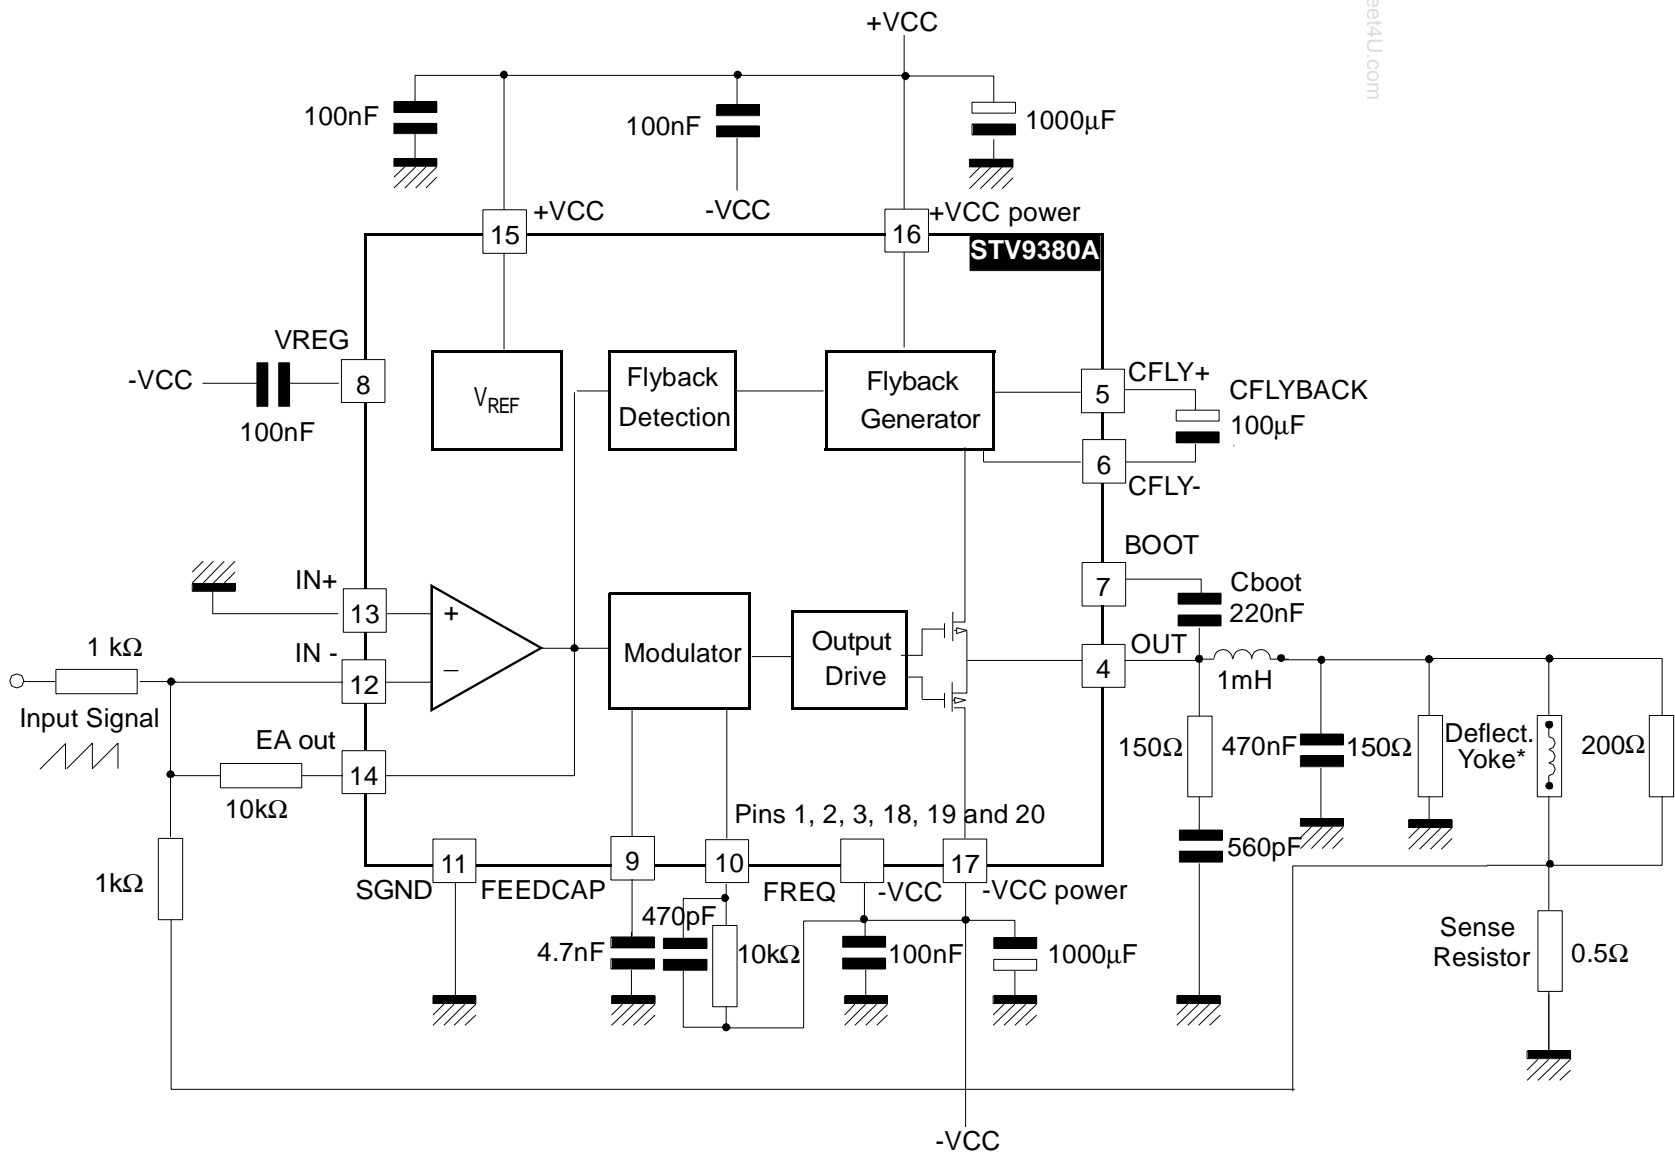 +VCC
eet4U.com
100nF
100nF
1000μF
+VCC
-VCC
+VCC power
15
16
STV9380A
VREG
-VCC
8
100nF
VREF
Flyback
Detection
Flyback
Generator
5
CFLY+
CFLYBACK
100μF
6
CFLY-
BOOT
7
Cboot
220nF
IN+
13
+
1 kΩ
IN -
12
–
Modulator
Output
Drive
OUT
4
1mH
Input Signal
EA out
14
10kΩ
150Ω
470nF
150Ω
Deflect.
Yoke*
200Ω
Pins 1, 2, 3, 18, 19 and 20
560pF
1kΩ
11
9
10
17
SGND
FEEDCAP
FREQ
-VCC
-VCC power
470pF
4.7nF
10kΩ
100nF
1000μF
Sense
Resistor
0.5Ω
-VCC